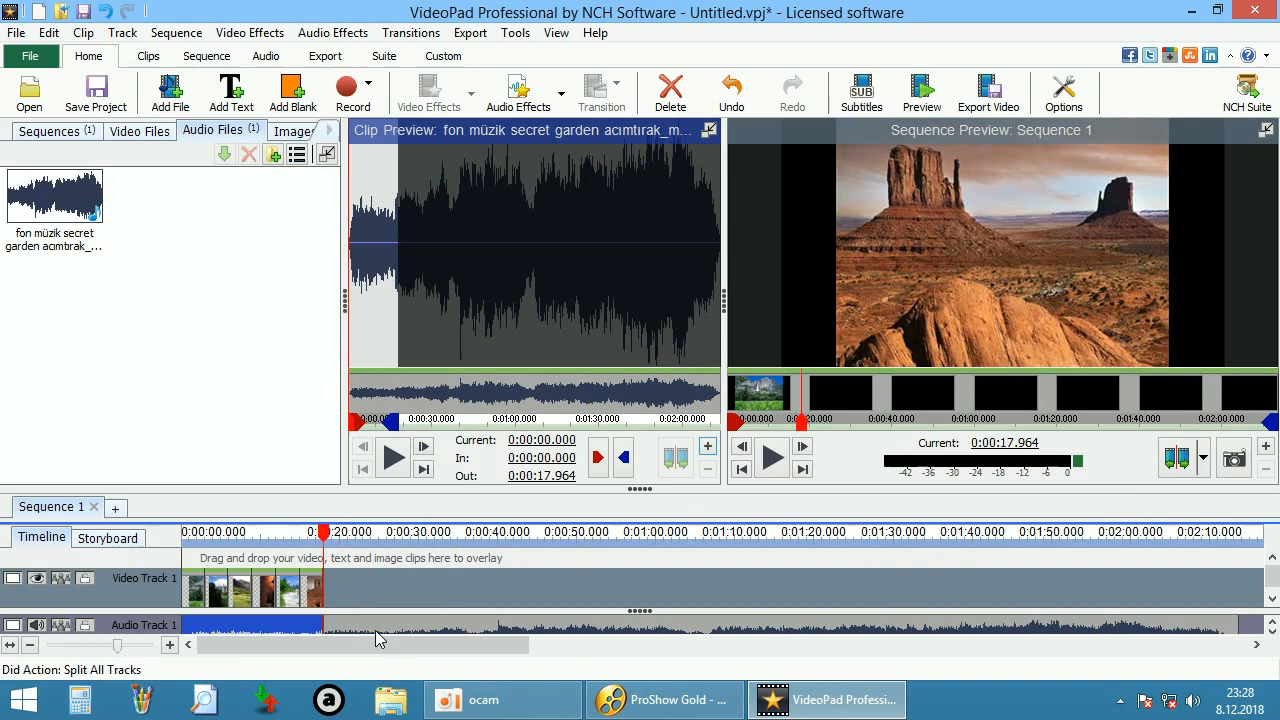 VideoPad Professional by NCH Software - Untitled.vpj* - Licensed software
File Edit Clip Track Sequence Video Effects Audio Effects Transitions Export Tools View Help
File Home Clips Sequence Audio Export Suite Custom
Open Save Project Add File Add Text Add Blank Record Video Effects Audio Effects Transition Delete Undo Redo Subtitles Preview Export Video Options NCH Suite
Sequences (1) Video Files Audio Files (1) Images
Clip Preview: fon müzik secret garden acımtırak_m...
Sequence Preview: Sequence 1
fon müzik secret
garden acımtırak_...
0:00:30.000 0:01:00.000 0:01:30.000 0:02:00.000
0:00:40.000 0:01:00.000 0:01:20.000 0:01:40.000 0:02:00.000
Current: 0:00:00.000
In: 0:00:00.000
Out: 0:00:17.964
Current: 0:00:17.964
-42 -36 -30 -24 -18 -12 -6 0
Sequence 1
Timeline Storyboard
0:00:00.000 0:00:30.000 0:00:40.000 0:00:50.000 0:01:00.000 0:01:10.000 0:01:20.000 0:01:30.000 0:01:40.000 0:01:50.000 0:02:00.000 0:02:10.000
Drag and drop your video, text and image clips here to overlay
Video Track 1
Audio Track 1
Did Action: Split All Tracks
ocam ProShow Gold - ... VideoPad Professi...
23:28
8.12.2018